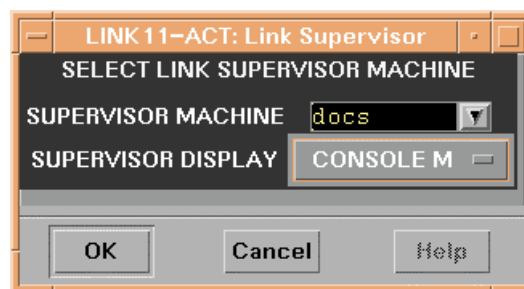 LINK11-ACT: Link Supervisor
SELECT LINK SUPERVISOR MACHINE
SUPERVISOR MACHINE docs
SUPERVISOR DISPLAY CONSOLE M
OK Cancel Help